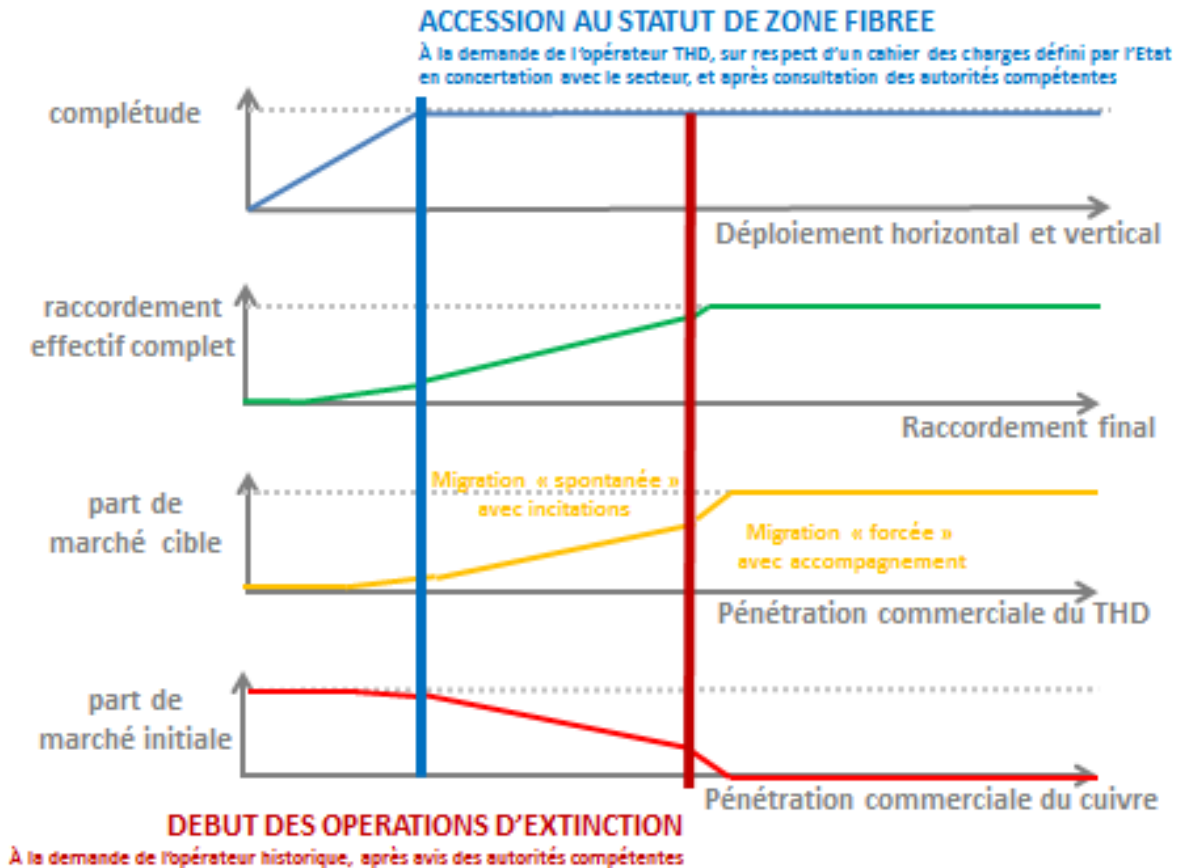 ACCESSION AU STATUT DE ZONE FIBREE
À la demande de l'opérateur THD, sur respect d'un cahier des charges défini par l'Etat
en concertation avec le secteur, et après consultation des autorités compétentes
complétude
Déploiement horizontal et vertical
raccordement
effectif complet
Raccordement final
part de
marché cible
Migration « spontanée »
avec incitations
Migration « forcée »
avec accompagnement
Pénétration commerciale du THD
part de
marché initiale
Pénétration commerciale du cuivre
DEBUT DES OPERATIONS D'EXTINCTION
À la demande de l'opérateur historique, après avis des autorités compétentes